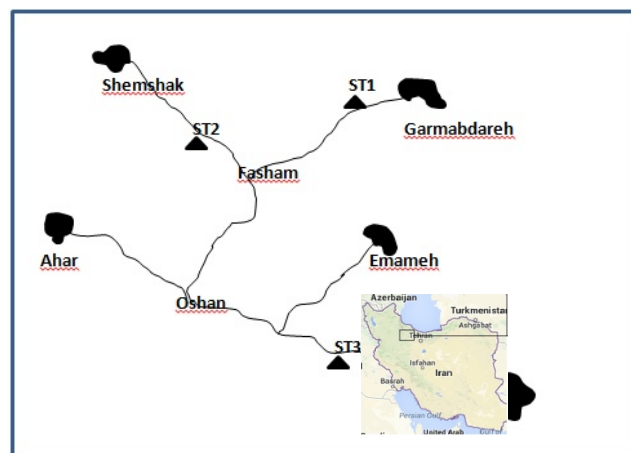 Shemshak
ST1
Garmabdareh
ST2
Fasham
Ahar
Emameh
Oshan
ST3
Azerbaijan
Turkmenistan
Ashgabat
Tehran
Isfahan
Iran
Basrah
Persian Gulf
United Arab